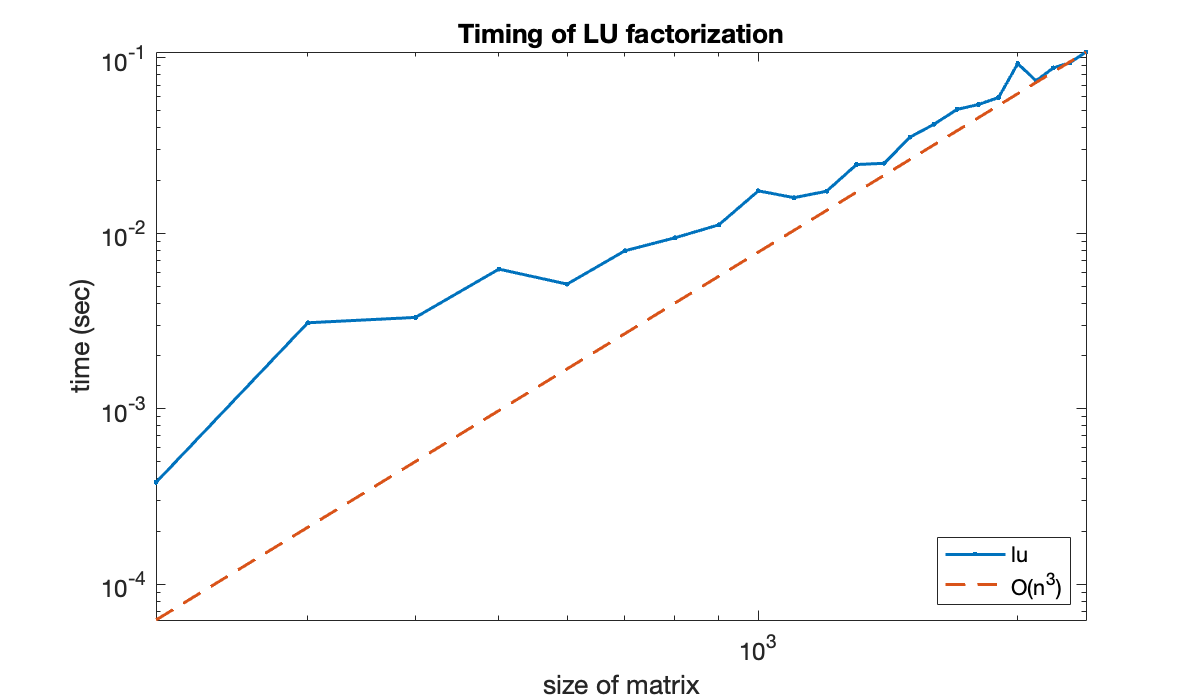 Timing of LU factorization
10^-1
10^-2
10^-3
10^-4
time (sec)
10^3
size of matrix
lu
O(n^3)